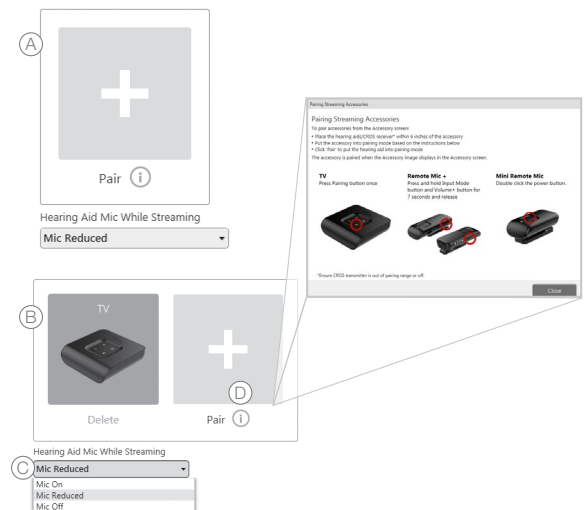 A
Pair i
Hearing Aid Mic While Streaming
Mic Reduced
Pairing Streaming Accessories
Pairing Streaming Accessories
To pair accessories from the Accessory screen:
• Place the hearing aids/CROS receiver* within 6 inches of the accessory
• Put the accessory into pairing mode based on the instructions below
• Click 'Pair' to put the hearing aid into pairing mode
The accessory is paired when the Accessory image displays in the Accessory screen.
TV
Press Pairing button once
Remote Mic +
Press and hold Input Mode
button and Volume+ button for
7 seconds and release
Mini Remote Mic
Double click the power button.
*Ensure CROS transmitter is out of pairing range or off.
Close
B
TV
Delete
D
Pair i
Hearing Aid Mic While Streaming
C
Mic Reduced
Mic On
Mic Reduced
Mic Off